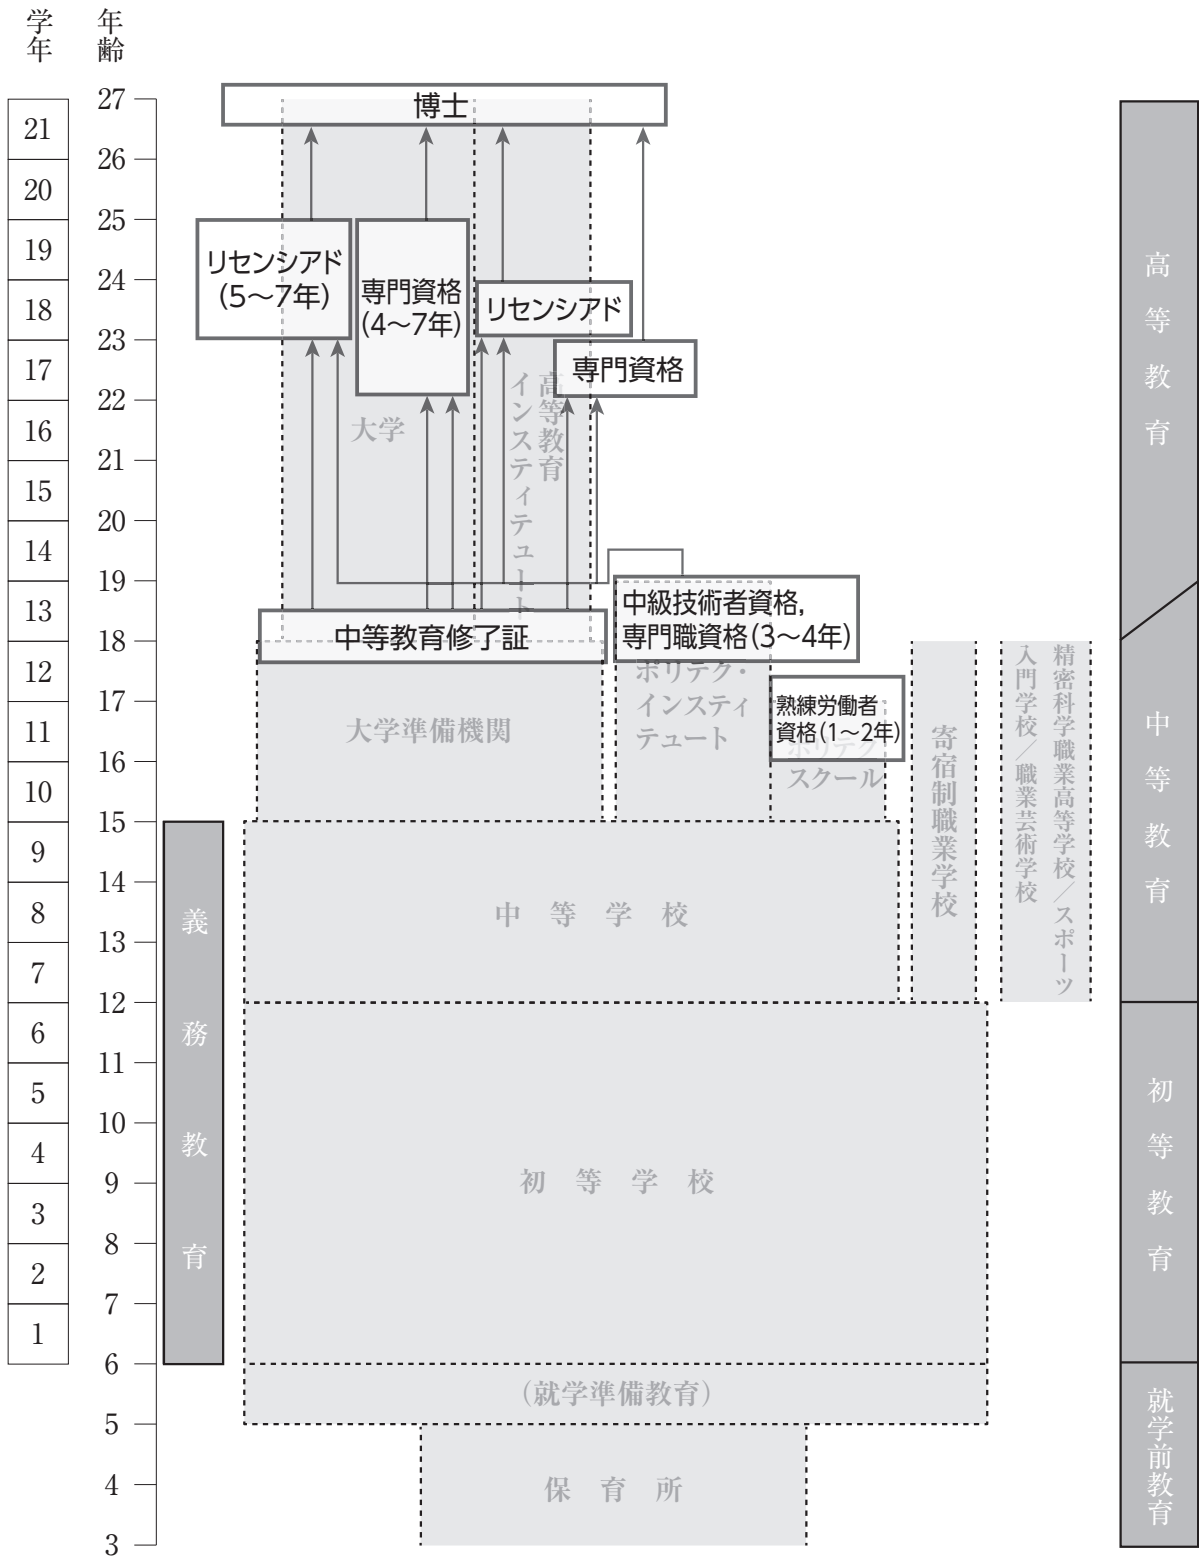 学年
年齢
27
21
26
20
25
19
24
18
23
17
22
16
21
15
20
14
19
13
18
12
17
11
16
10
15
9
14
8
13
7
12
6
11
5
10
4
9
3
8
2
7
1
6
5
4
3
義務教育
博士
リセンシアド
(5〜7年)
専門資格
(4〜7年)
リセンシアド
専門資格
大学
高等教育
インスティテュート
中等教育修了証
中級技術者資格,
専門職資格(3〜4年)
大学準備機関
ポリテク・
インスティ
テュート
熟練労働者
資格(1〜2年)
ポリテク
スクール
寄宿制職業学校
精密科学職業高等学校／スポーツ
入門学校／職業芸術学校
中等学校
初等学校
(就学準備教育)
保育所
高等教育
中等教育
初等教育
就学前教育